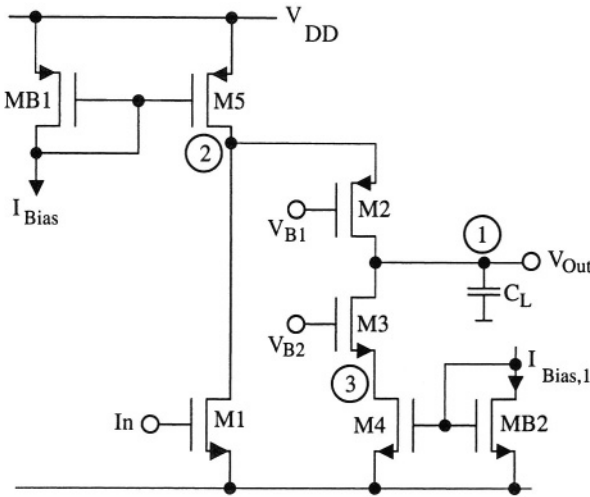 V DD
MB1
M5
2
I Bias
V B1
M2
1
V Out
C L
V B2
M3
3
I Bias,1
In
M1
M4
MB2